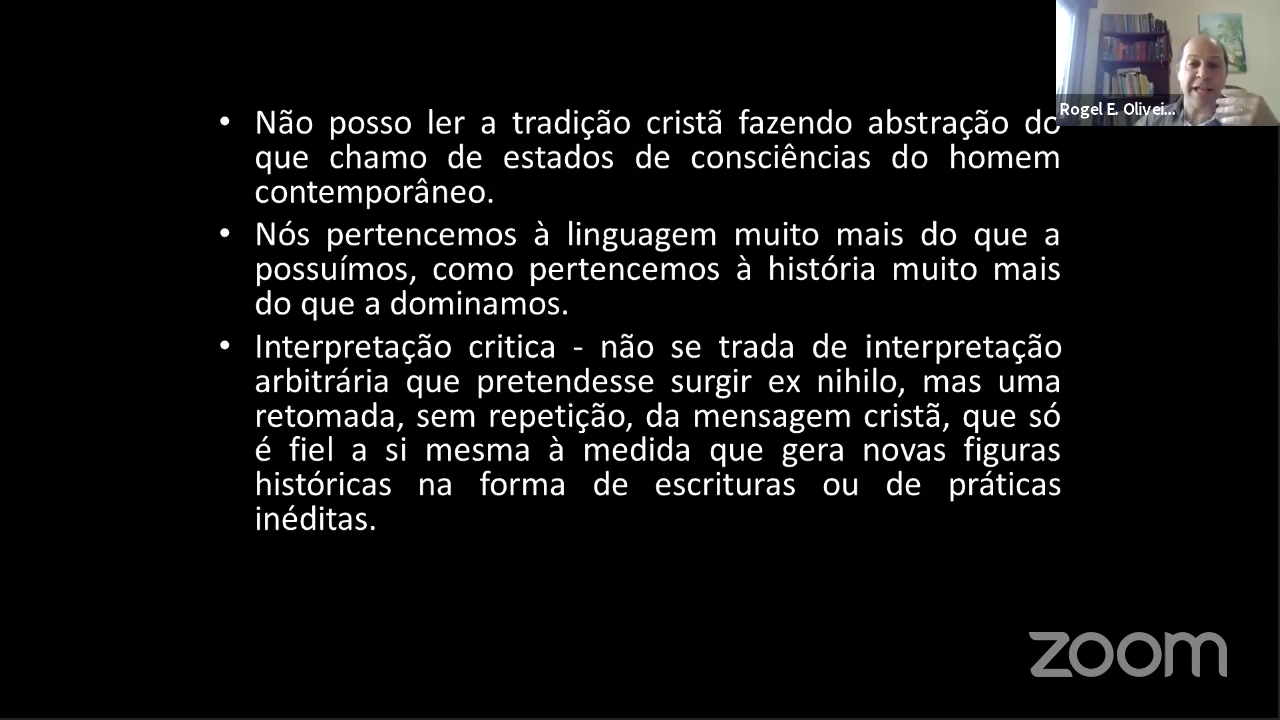 Rogel E. Olivei...
• Não posso ler a tradição cristã fazendo abstração do
que chamo de estados de consciências do homem
contemporâneo.
• Nós pertencemos à linguagem muito mais do que a
possuímos, como pertencemos à história muito mais
do que a dominamos.
• Interpretação critica - não se trada de interpretação
arbitrária que pretendesse surgir ex nihilo, mas uma
retomada, sem repetição, da mensagem cristã, que só
é fiel a si mesma à medida que gera novas figuras
históricas na forma de escrituras ou de práticas
inéditas.
zoom